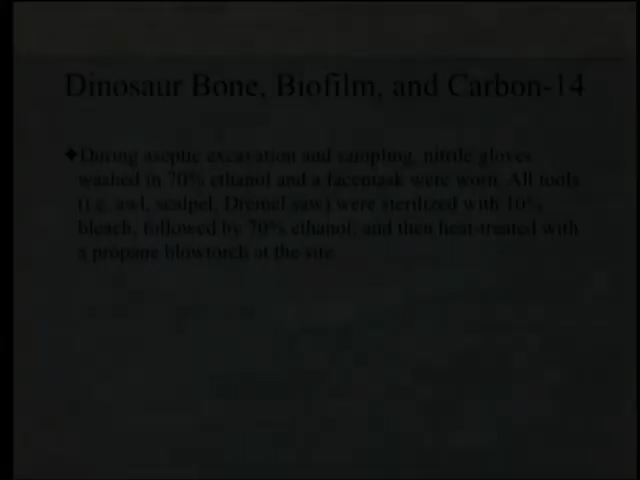 Dinosaur Bone, Biofilm, and Carbon-14
❖During aseptic excavation and sampling, nitrile gloves
washed in 70% ethanol and a facemask were worn. All tools
(i.e. awl, scalpel, Dremel saw) were sterilized with 10%
bleach, followed by 70% ethanol, and then heat-treated with
a propane blowtorch at the site.